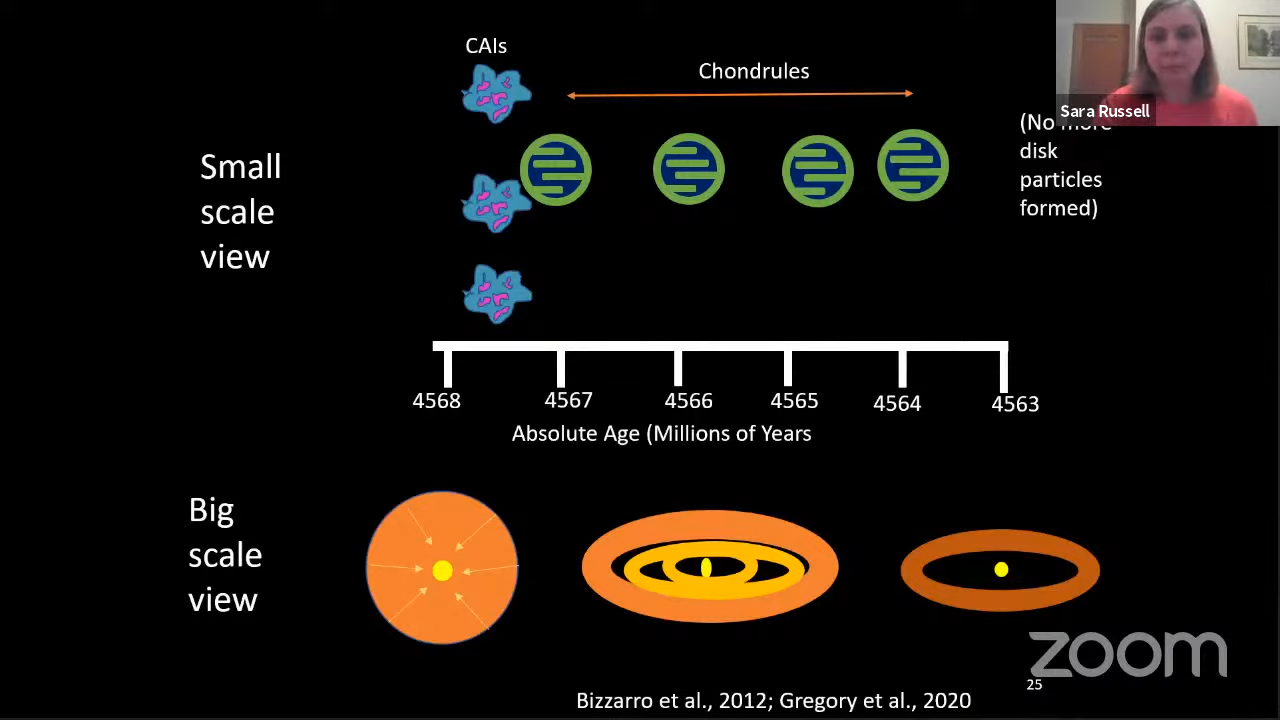 CAIs
Chondrules
Sara Russell
(No more
disk
particles
formed)
Small
scale
view
4568 4567 4566 4565 4564 4563
Absolute Age (Millions of Years
Big
scale
view
zoom
25
Bizzarro et al., 2012; Gregory et al., 2020